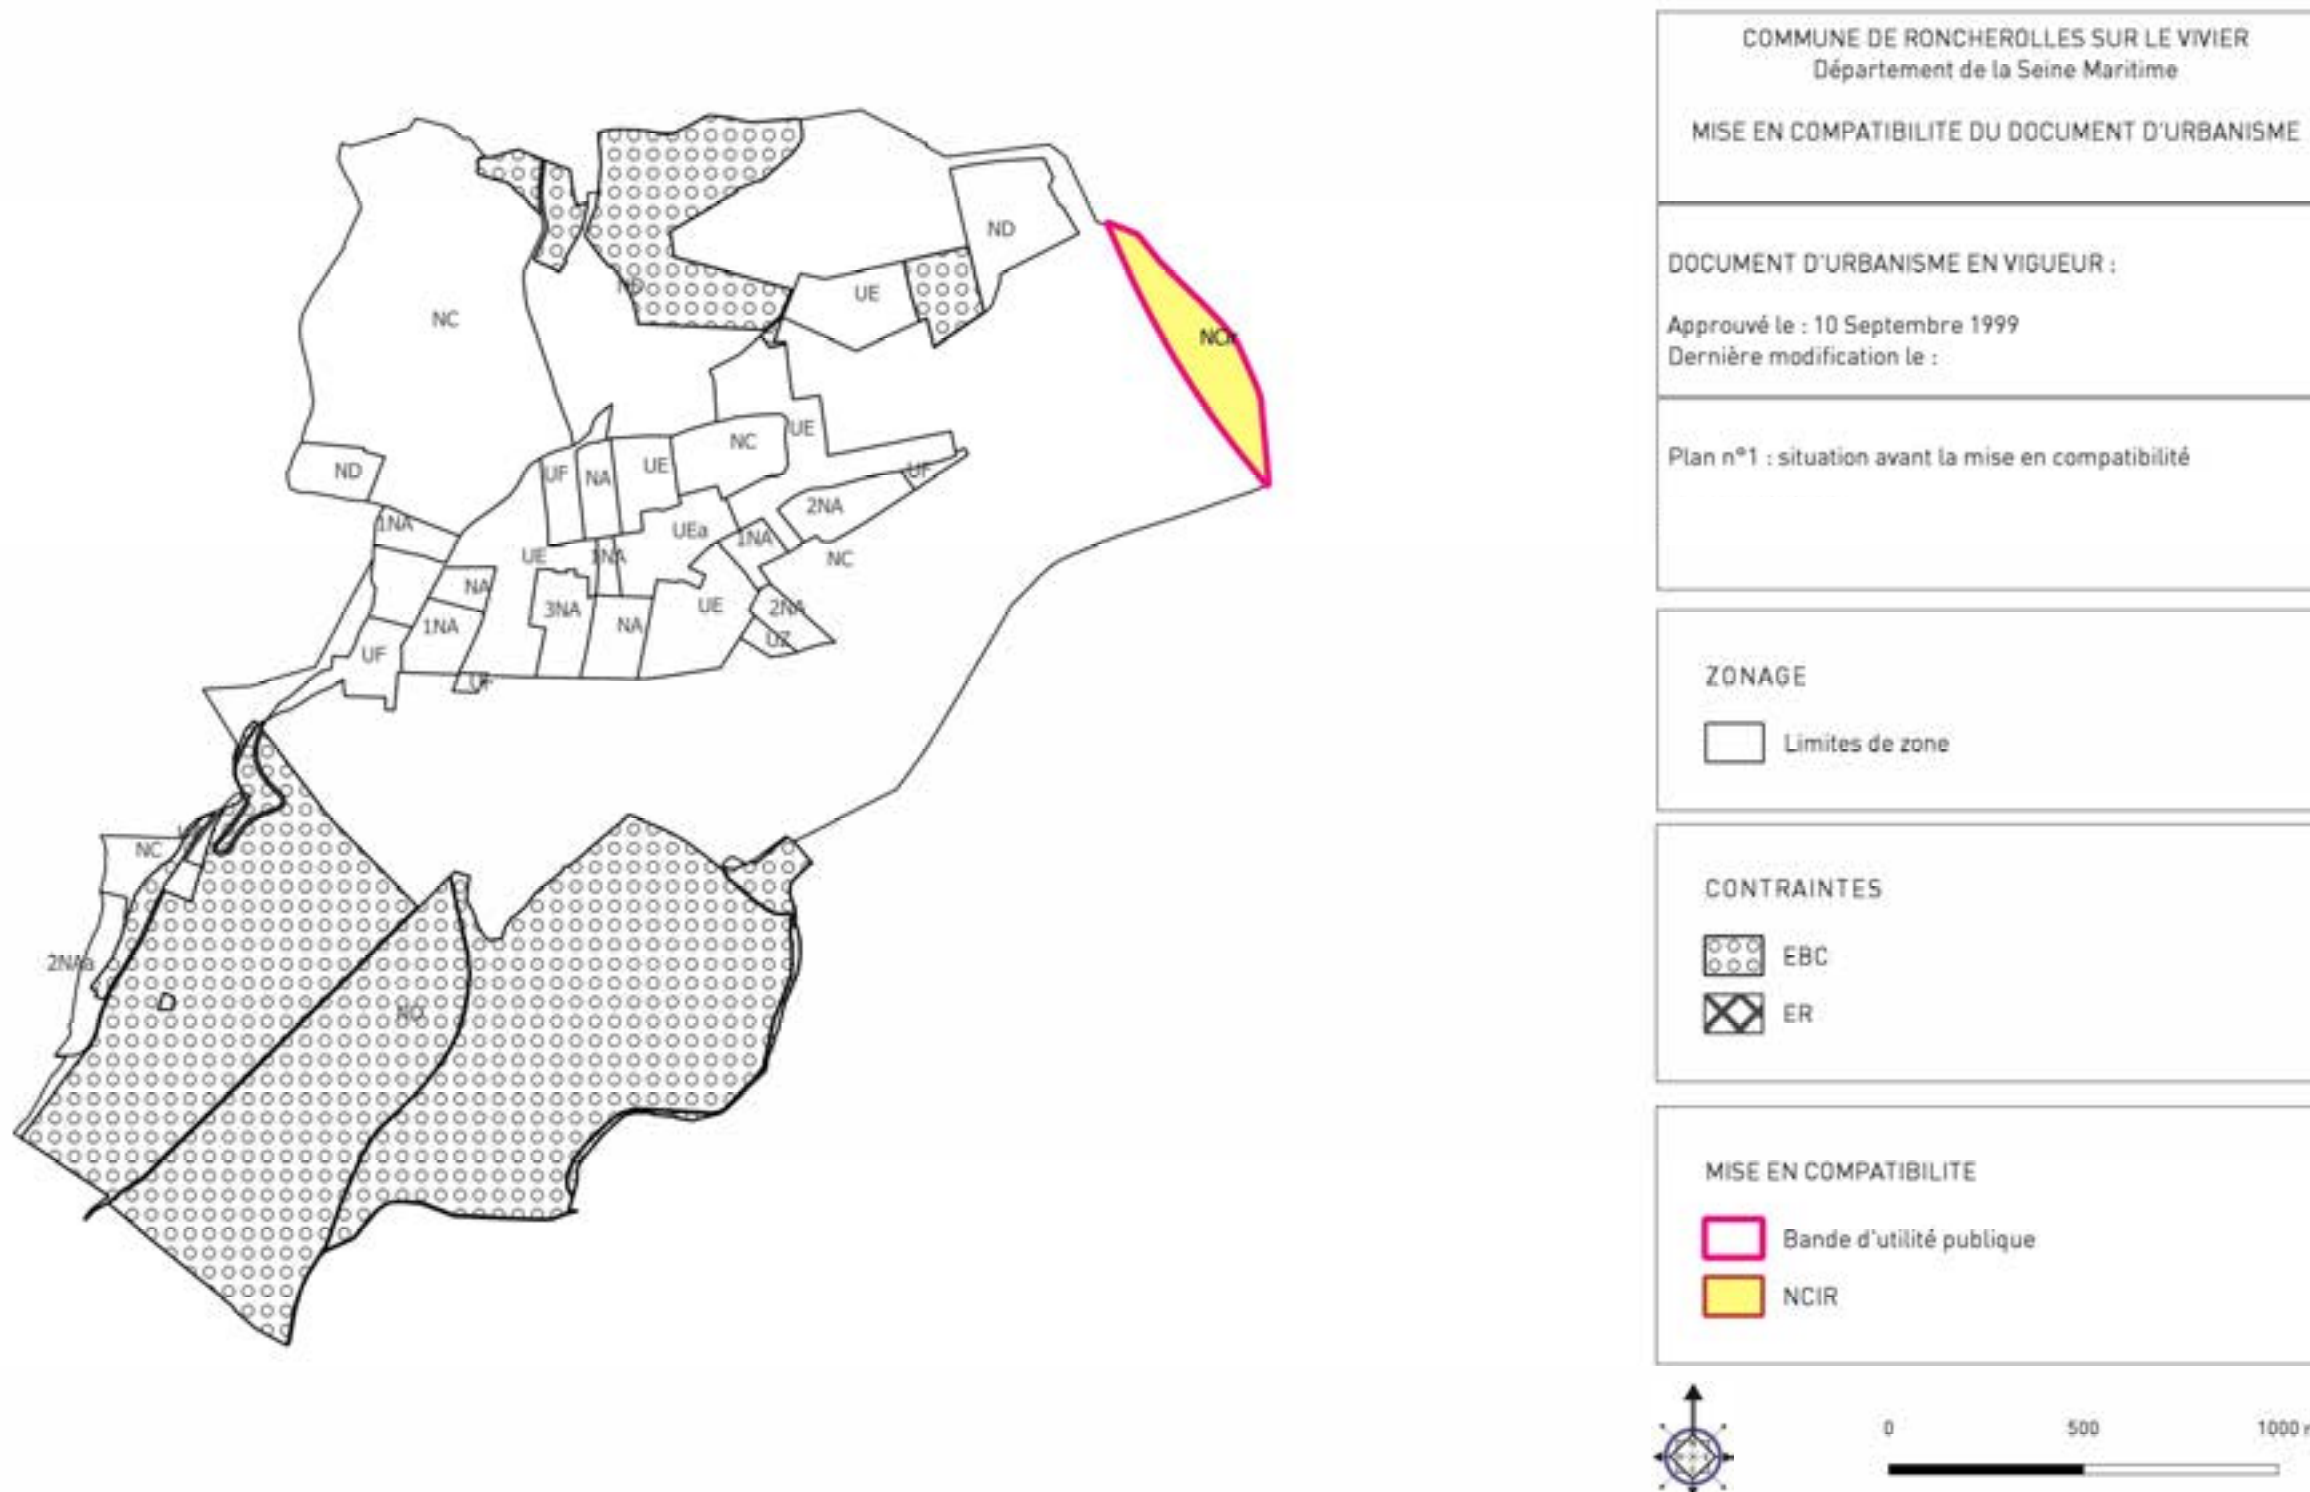 COMMUNE DE RONCHEROLLES SUR LE VIVIER
Département de la Seine Maritime
MISE EN COMPATIBILITE DU DOCUMENT D'URBANISME
DOCUMENT D'URBANISME EN VIGUEUR :
Approuvé le : 10 Septembre 1999
Dernière modification le :
Plan n°1 : situation avant la mise en compatibilité
ZONAGE
Limites de zone
CONTRAINTES
EBC
ER
MISE EN COMPATIBILITE
Bande d'utilité publique
NCIR
0 500 1000
ND
UE
NC
NC
UE
ND
UF
NA
UE
UF
2NA
1NA
UEa
1NA
UE
1NA
NC
NA
3NA
UE
2NA
1NA
NA
UZ
UF
NC
2NAa
ND